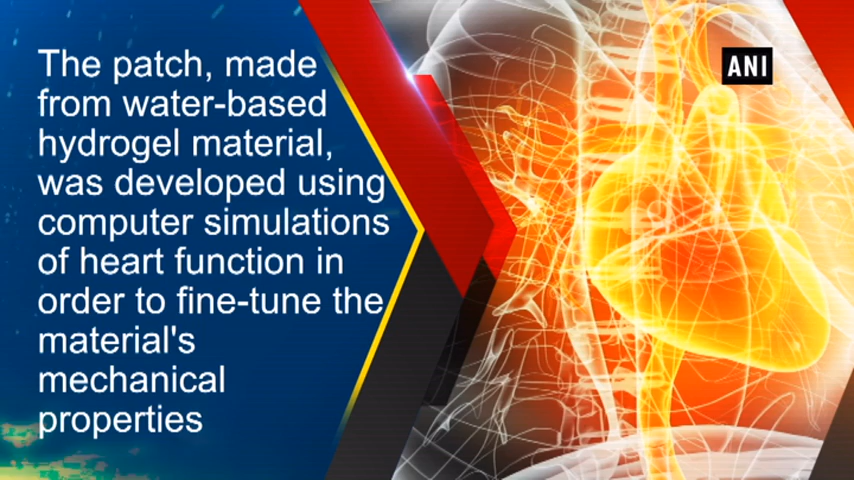 The patch, made
from water-based
hydrogel material,
was developed using
computer simulations
of heart function in
order to fine-tune the
material's
mechanical
properties
ANI